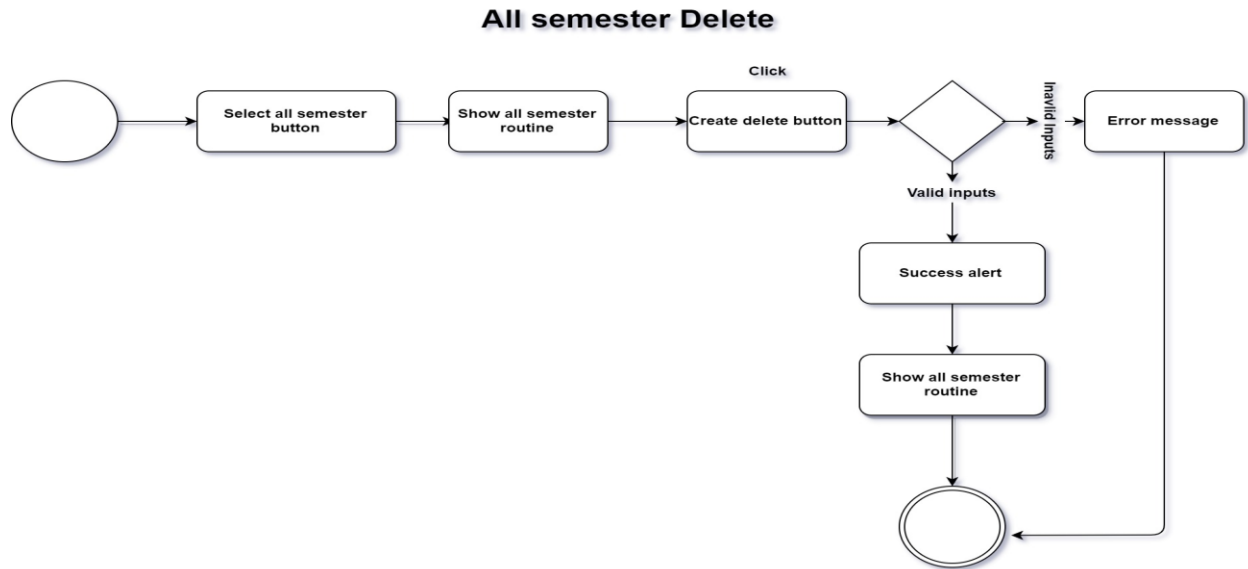 All semester Delete
Click
Select all semester
button
Show all semester
routine
Create delete button
Inavlid Inputs
Error message
Valid inputs
Success alert
Show all semester
routine